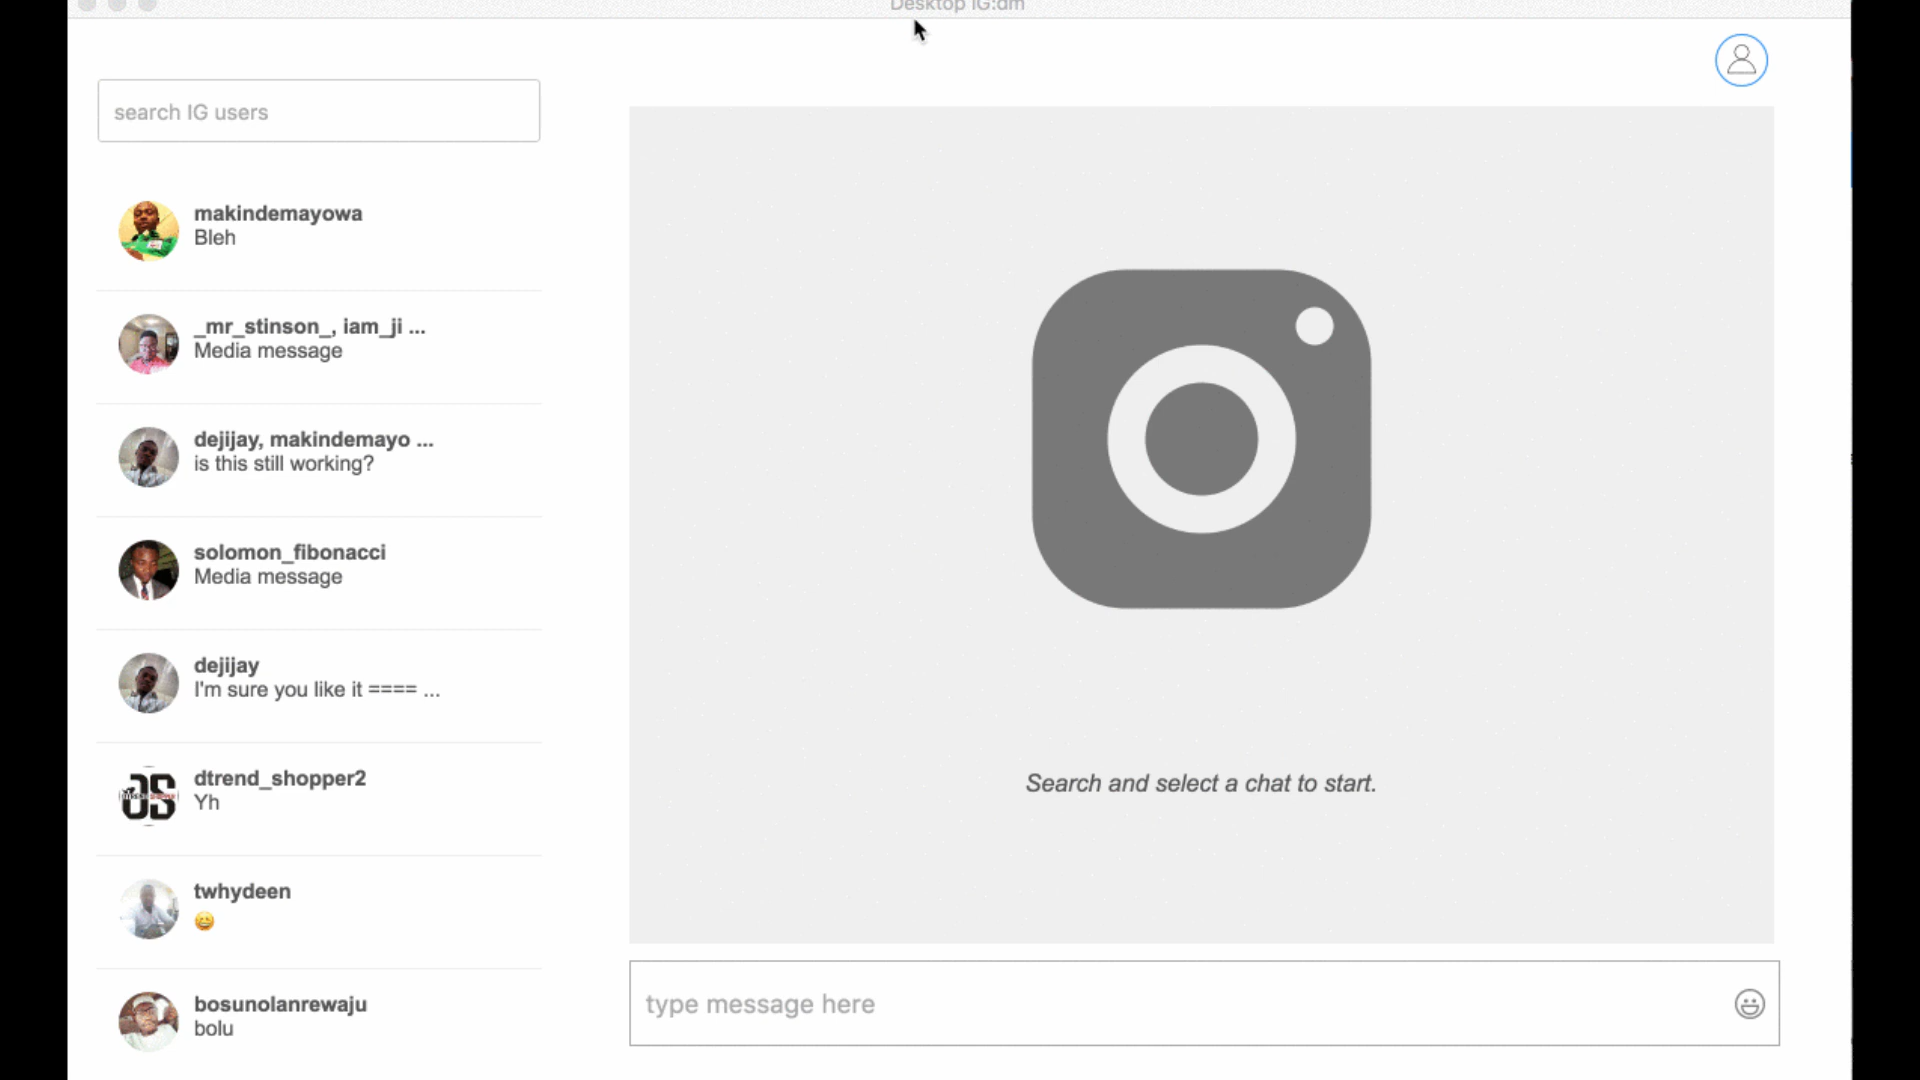 Desktop IG:dm
search IG users
makindemayowa
Bleh
_mr_stinson_, iam_ji ...
Media message
dejijay, makindemayo ...
is this still working?
solomon_fibonacci
Media message
dejijay
I'm sure you like it ==== ...
dtrend_shopper2
Yh
twhydeen
😄
bosunolanrewaju
bolu
Search and select a chat to start.
type message here